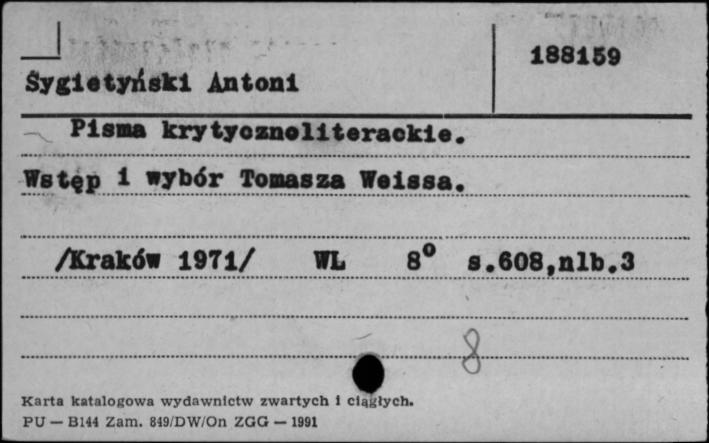 188159
Sygietyński Antoni
Pisma krytycznoliterackie.
Wstęp i wybór Tomasza Weissa.
/Kraków 1971/ WL 8° s.608,nlb.3
8
Karta katalogowa wydawnictw zwartych i ciągłych.
PU — B144 Zam. 849/DW/On ZGG — 1991